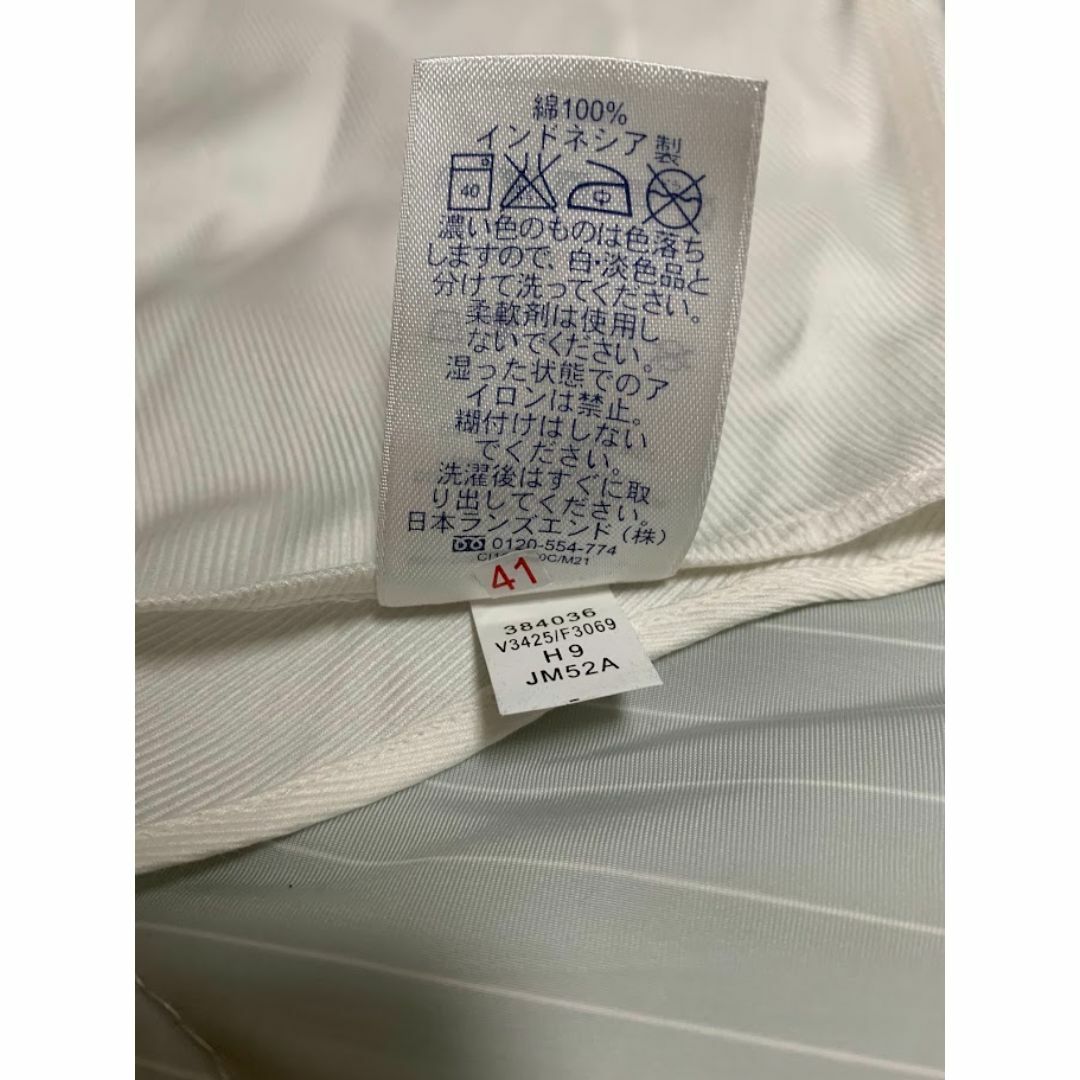 綿100%
インドネシア製
40
中
濃い色のものは色落ち
しますので、白・淡色品と
分けて洗ってください。
柔軟剤は使用し
ないでください。
湿った状態でのア
イロンは禁止。
糊付けはしない
でください。
洗濯後はすぐに取
り出してください。
日本ランズエンド(株)
0120-554-774
0C/M21
41
384036
V3425/F3069
H9
JM52A